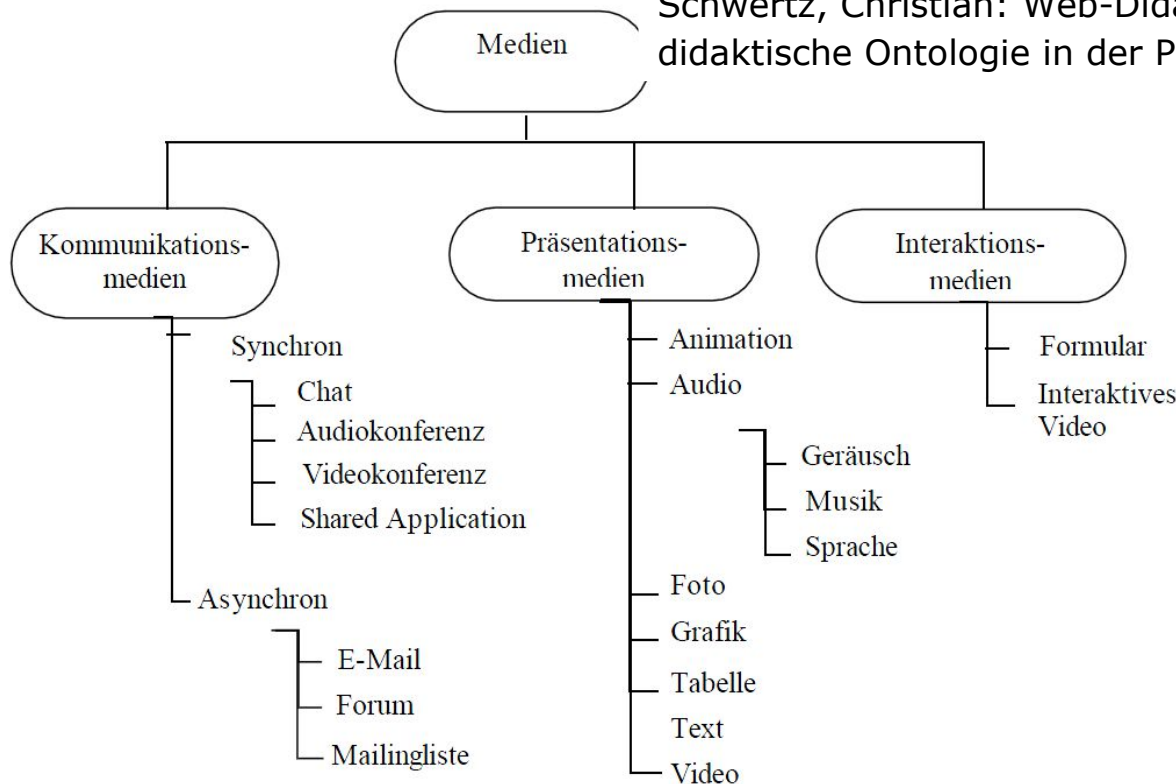 Schwertz, Christian: Web-Dida
didaktische Ontologie in der P
Medien
Kommunikations-
medien
Synchron
Chat
Audiokonferenz
Videokonferenz
Shared Application
Asynchron
E-Mail
Forum
Mailingliste
Präsentations-
medien
Animation
Audio
Geräusch
Musik
Sprache
Foto
Grafik
Tabelle
Text
Video
Interaktions-
medien
Formular
Interaktives
Video